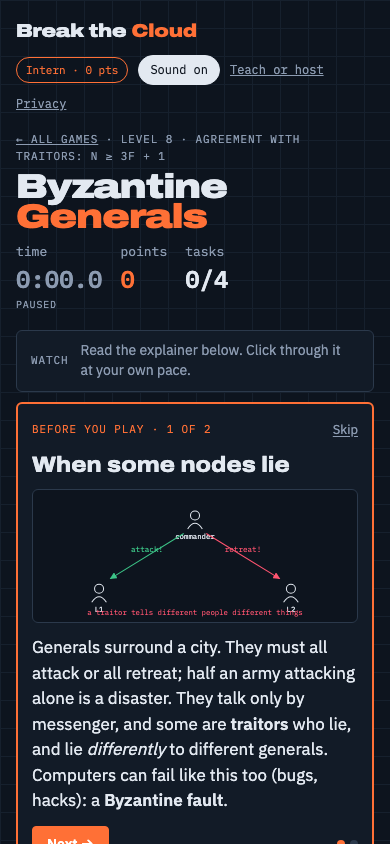 Break the Cloud
Intern · 0 pts
Sound on
Teach or host
Privacy
← ALL GAMES · LEVEL 8 · AGREEMENT WITH
TRAITORS: N ≥ 3F + 1
Byzantine
Generals
time
points
tasks
0:00.0
0
0/4
PAUSED
WATCH
Read the explainer below. Click through it
at your own pace.
BEFORE YOU PLAY · 1 OF 2
Skip
When some nodes lie
commander
attack!
retreat!
L1
L2
a traitor tells different people different things
Generals surround a city. They must all
attack or all retreat; half an army attacking
alone is a disaster. They talk only by
messenger, and some are traitors who lie,
and lie differently to different generals.
Computers can fail like this too (bugs,
hacks): a Byzantine fault.
Next →